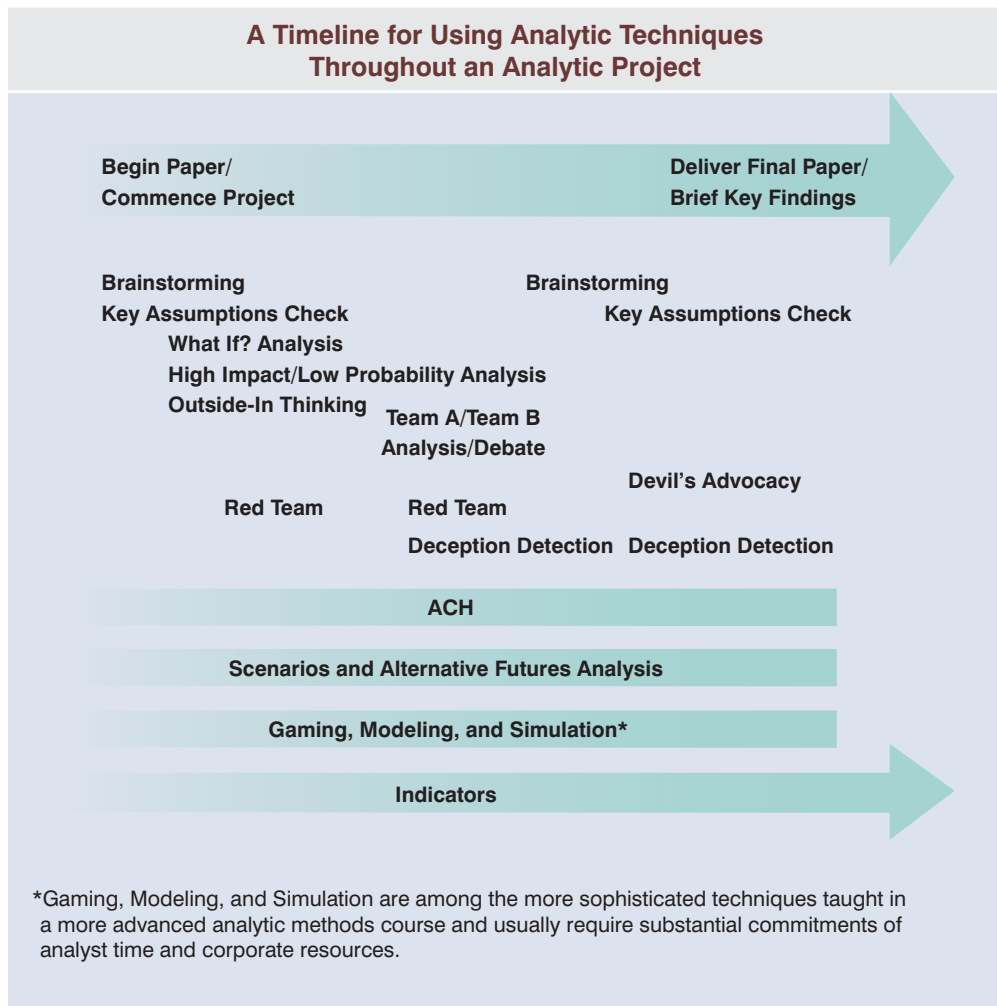 A Timeline for Using Analytic Techniques
Throughout an Analytic Project
Begin Paper/
Commence Project
Deliver Final Paper/
Brief Key Findings
Brainstorming
Brainstorming
Key Assumptions Check
Key Assumptions Check
What If? Analysis
High Impact/Low Probability Analysis
Outside-In Thinking
Team A/Team B
Analysis/Debate
Devil's Advocacy
Red Team
Red Team
Deception Detection
Deception Detection
ACH
Scenarios and Alternative Futures Analysis
Gaming, Modeling, and Simulation*
Indicators
*Gaming, Modeling, and Simulation are among the more sophisticated techniques taught in
a more advanced analytic methods course and usually require substantial commitments of
analyst time and corporate resources.